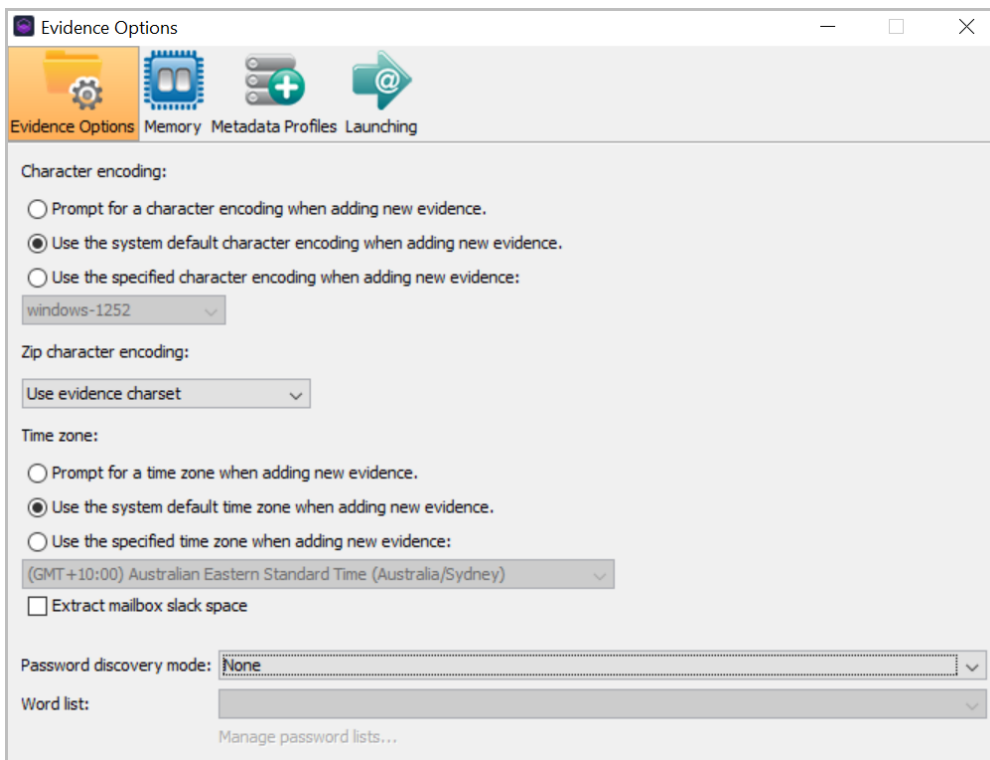 Evidence Options
Evidence Options Memory Metadata Profiles Launching
Character encoding:
Prompt for a character encoding when adding new evidence.
Use the system default character encoding when adding new evidence.
Use the specified character encoding when adding new evidence:
windows-1252
Zip character encoding:
Use evidence charset
Time zone:
Prompt for a time zone when adding new evidence.
Use the system default time zone when adding new evidence.
Use the specified time zone when adding new evidence:
(GMT+10:00) Australian Eastern Standard Time (Australia/Sydney)
Extract mailbox slack space
Password discovery mode: None
Word list:
Manage password lists...